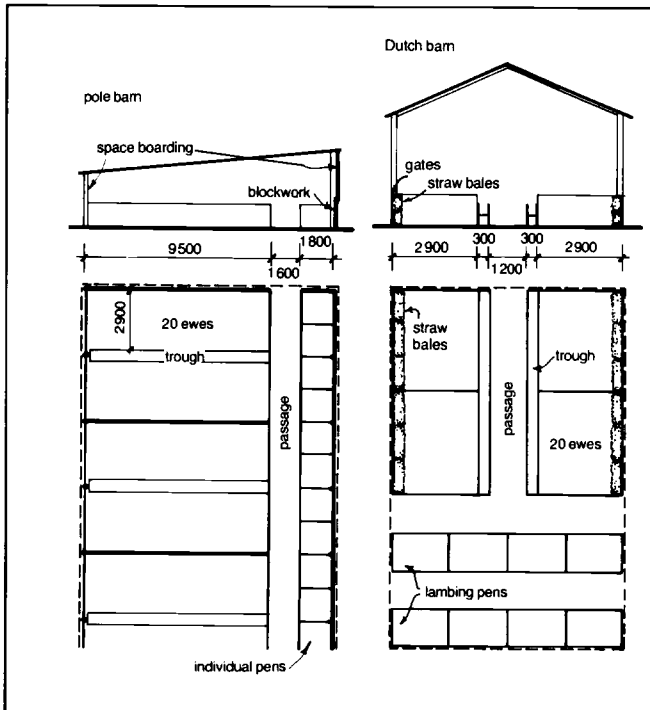 Dutch barn
pole barn
space boarding
blockwork
gates
straw bales
9500
1600
1800
2900
300
1200
300
2900
2900
20 ewes
trough
passage
individual pens
straw
bales
trough
passage
20 ewes
lambing pens